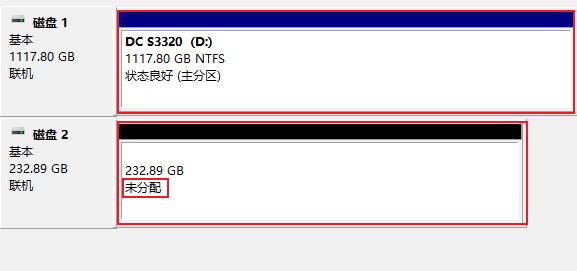 磁盘 1
基本
1117.80 GB
联机
DC S3320 (D:)
1117.80 GB NTFS
状态良好 (主分区)
磁盘 2
基本
232.89 GB
联机
232.89 GB
未分配